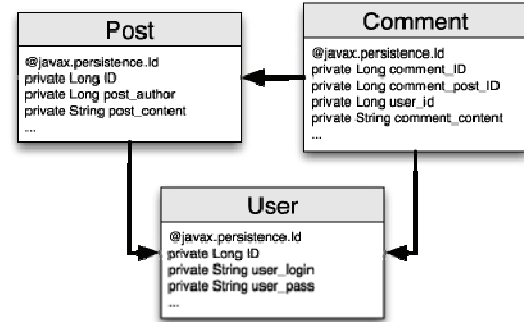 Post
@javax.persistence.Id
private Long ID
private Long post_author
private String post_content
...
Comment
@javax.persistence.Id
private Long comment_ID
private Long comment_post_ID
private Long user_id
private String comment_content
...
User
@javax.persistence.Id
private Long ID
private String user_login
private String user_pass
...